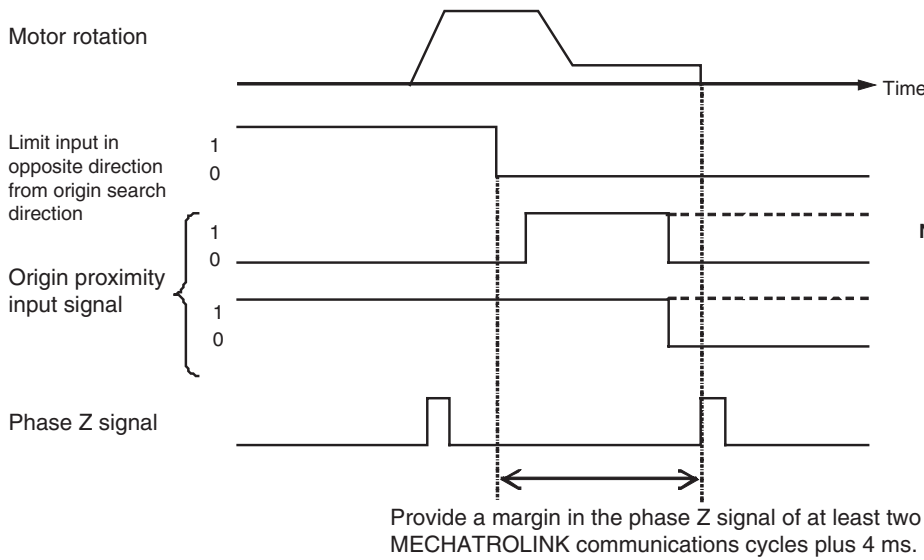 Motor rotation
Time
Limit input in
opposite direction
from origin search
direction
1
0
Origin proximity
input signal
1
0
1
0
Phase Z signal
Provide a margin in the phase Z signal of at least two
MECHATROLINK communications cycles plus 4 ms.